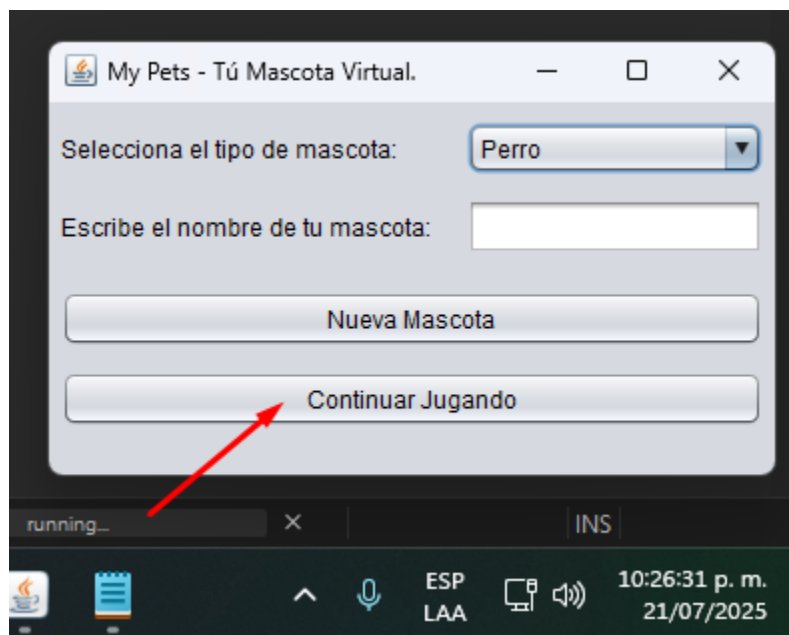 My Pets - Tú Mascota Virtual.
Selecciona el tipo de mascota: Perro
Escribe el nombre de tu mascota:
Nueva Mascota
Continuar Jugando
running... INS
ESP 10:26:31 p. m.
LAA 21/07/2025